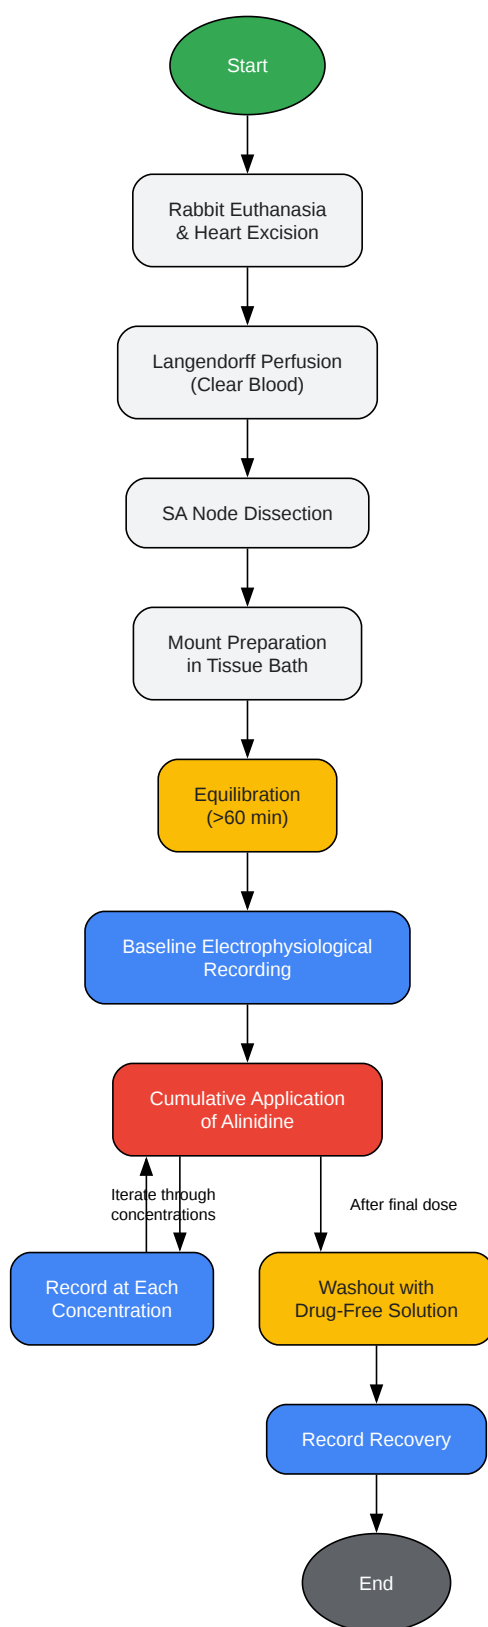 Start
Rabbit Euthanasia
& Heart Excision
Langendorff Perfusion
(Clear Blood)
SA Node Dissection
Mount Preparation
in Tissue Bath
Equilibration
(>60 min)
Baseline Electrophysiological
Recording
Cumulative Application
of Alinidine
Iterate through
concentrations
After final dose
Record at Each
Concentration
Washout with
Drug-Free Solution
Record Recovery
End